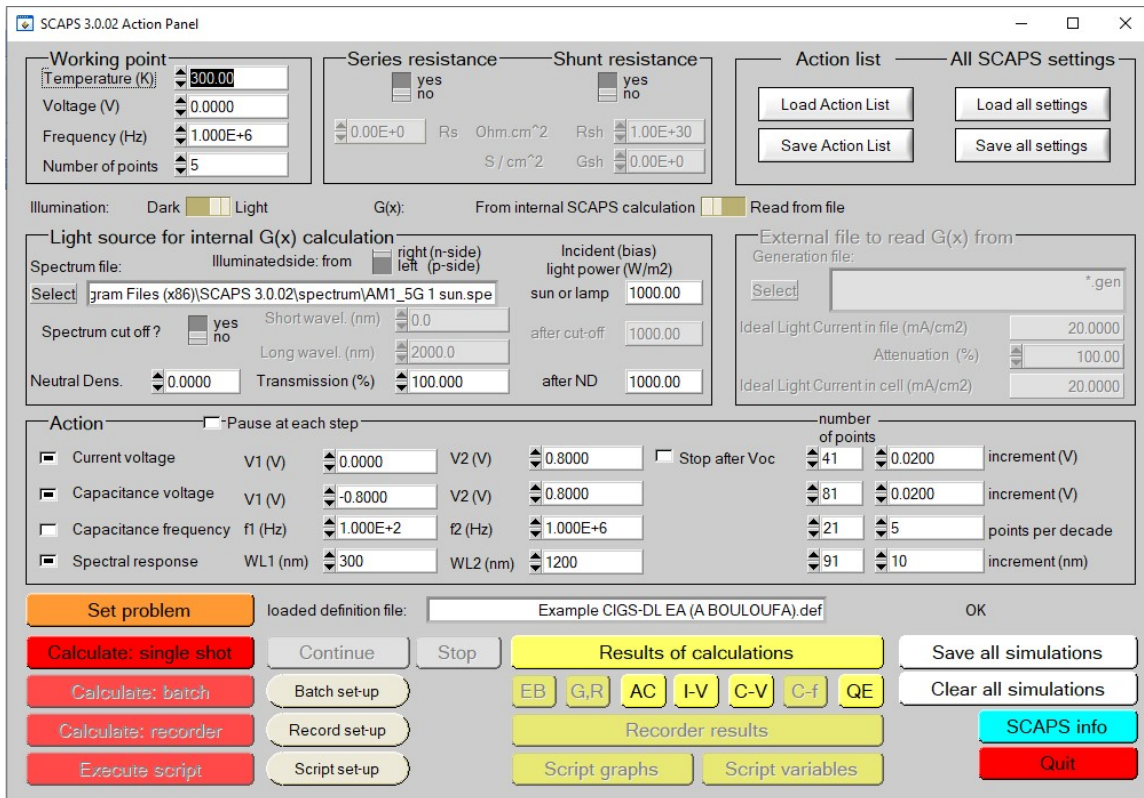 SCAPS 3.0.02 Action Panel
Working point
Temperature (K) 300.00
Voltage (V) 0.0000
Frequency (Hz) 1.000E+6
Number of points 5
Series resistance
yes
no
0.00E+0 Rs Ohm.cm^2
S / cm^2
Shunt resistance
yes
no
Rsh 1.00E+30
Gsh 0.00E+0
Action list
Load Action List
Save Action List
All SCAPS settings
Load all settings
Save all settings
Illumination: Dark Light G(x): From internal SCAPS calculation Read from file
Light source for internal G(x) calculation
Spectrum file: Illuminatedside: from right (n-side)
left (p-side)
Incident (bias)
light power (W/m2)
Select gram Files (x86)\SCAPS 3.0.02\spectrum\AM1_5G 1 sun.spe sun or lamp 1000.00
Spectrum cut off ? yes
no
Short wavel. (nm) 0.0
Long wavel. (nm) 2000.0
after cut-off 1000.00
Neutral Dens. 0.0000 Transmission (%) 100.000 after ND 1000.00
External file to read G(x) from
Generation file:
Select *.gen
Ideal Light Current in file (mA/cm2) 20.0000
Attenuation (%) 100.00
Ideal Light Current in cell (mA/cm2) 20.0000
Action Pause at each step
number
of points
Current voltage V1 (V) 0.0000 V2 (V) 0.8000 Stop after Voc 41 0.0200 increment (V)
Capacitance voltage V1 (V) -0.8000 V2 (V) 0.8000 81 0.0200 increment (V)
Capacitance frequency f1 (Hz) 1.000E+2 f2 (Hz) 1.000E+6 21 5 points per decade
Spectral response WL1 (nm) 300 WL2 (nm) 1200 91 10 increment (nm)
Set problem loaded definition file: Example CIGS-DL EA (A BOULOUFA).def OK
Calculate: single shot Continue Stop Results of calculations Save all simulations
Calculate: batch Batch set-up EB G,R AC I-V C-V C-f QE Clear all simulations
Calculate: recorder Record set-up Recorder results SCAPS info
Execute script Script set-up Script graphs Script variables Quit